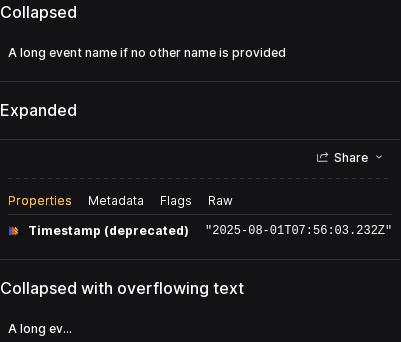 Collapsed
A long event name if no other name is provided
Expanded
Share
Properties Metadata Flags Raw
Timestamp (deprecated) "2025-08-01T07:56:03.232Z"
Collapsed with overflowing text
A long ev...